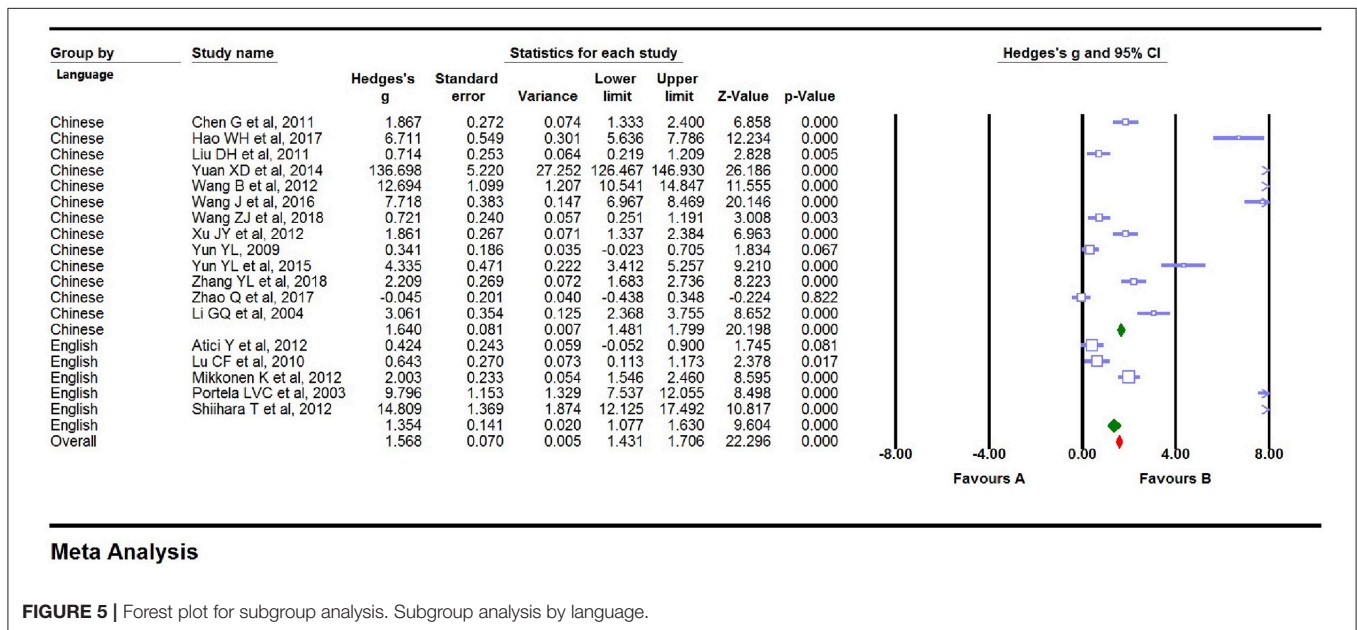 Group by Study name Statistics for each study Hedges's g and 95% CI
Language
Hedges's Standard Lower Upper
g error Variance limit limit Z-Value p-Value
Chinese Chen G et al, 2011 1.867 0.272 0.074 1.333 2.400 6.858 0.000
Chinese Hao WH et al, 2017 6.711 0.549 0.301 5.636 7.786 12.234 0.000
Chinese Liu DH et al, 2011 0.714 0.253 0.064 0.219 1.209 2.828 0.005
Chinese Yuan XD et al, 2014 136.698 5.220 27.252 126.467 146.930 26.186 0.000
Chinese Wang B et al, 2012 12.694 1.099 1.207 10.541 14.847 11.555 0.000
Chinese Wang J et al, 2016 7.718 0.383 0.147 6.967 8.469 20.146 0.000
Chinese Wang ZJ et al, 2018 0.721 0.240 0.057 0.251 1.191 3.008 0.003
Chinese Xu JY et al, 2012 1.861 0.267 0.071 1.337 2.384 6.963 0.000
Chinese Yun YL, 2009 0.341 0.186 0.035 -0.023 0.705 1.834 0.067
Chinese Yun YL et al, 2015 4.335 0.471 0.222 3.412 5.257 9.210 0.000
Chinese Zhang YL et al, 2018 2.209 0.269 0.072 1.683 2.736 8.223 0.000
Chinese Zhao Q et al, 2017 -0.045 0.201 0.040 -0.438 0.348 -0.224 0.822
Chinese Li GQ et al, 2004 3.061 0.354 0.125 2.368 3.755 8.652 0.000
Chinese 1.640 0.081 0.007 1.481 1.799 20.198 0.000
English Atici Y et al, 2012 0.424 0.243 0.059 -0.052 0.900 1.745 0.081
English Lu CF et al, 2010 0.643 0.270 0.073 0.113 1.173 2.378 0.017
English Mikkonen K et al, 2012 2.003 0.233 0.054 1.546 2.460 8.595 0.000
English Portela LVC et al, 2003 9.796 1.153 1.329 7.537 12.055 8.498 0.000
English Shiihara T et al, 2012 14.809 1.369 1.874 12.125 17.492 10.817 0.000
English 1.354 0.141 0.020 1.077 1.630 9.604 0.000
Overall 1.568 0.070 0.005 1.431 1.706 22.296 0.000
-8.00 -4.00 0.00 4.00 8.00
Favours A Favours B
Meta Analysis
FIGURE 5 | Forest plot for subgroup analysis. Subgroup analysis by language.